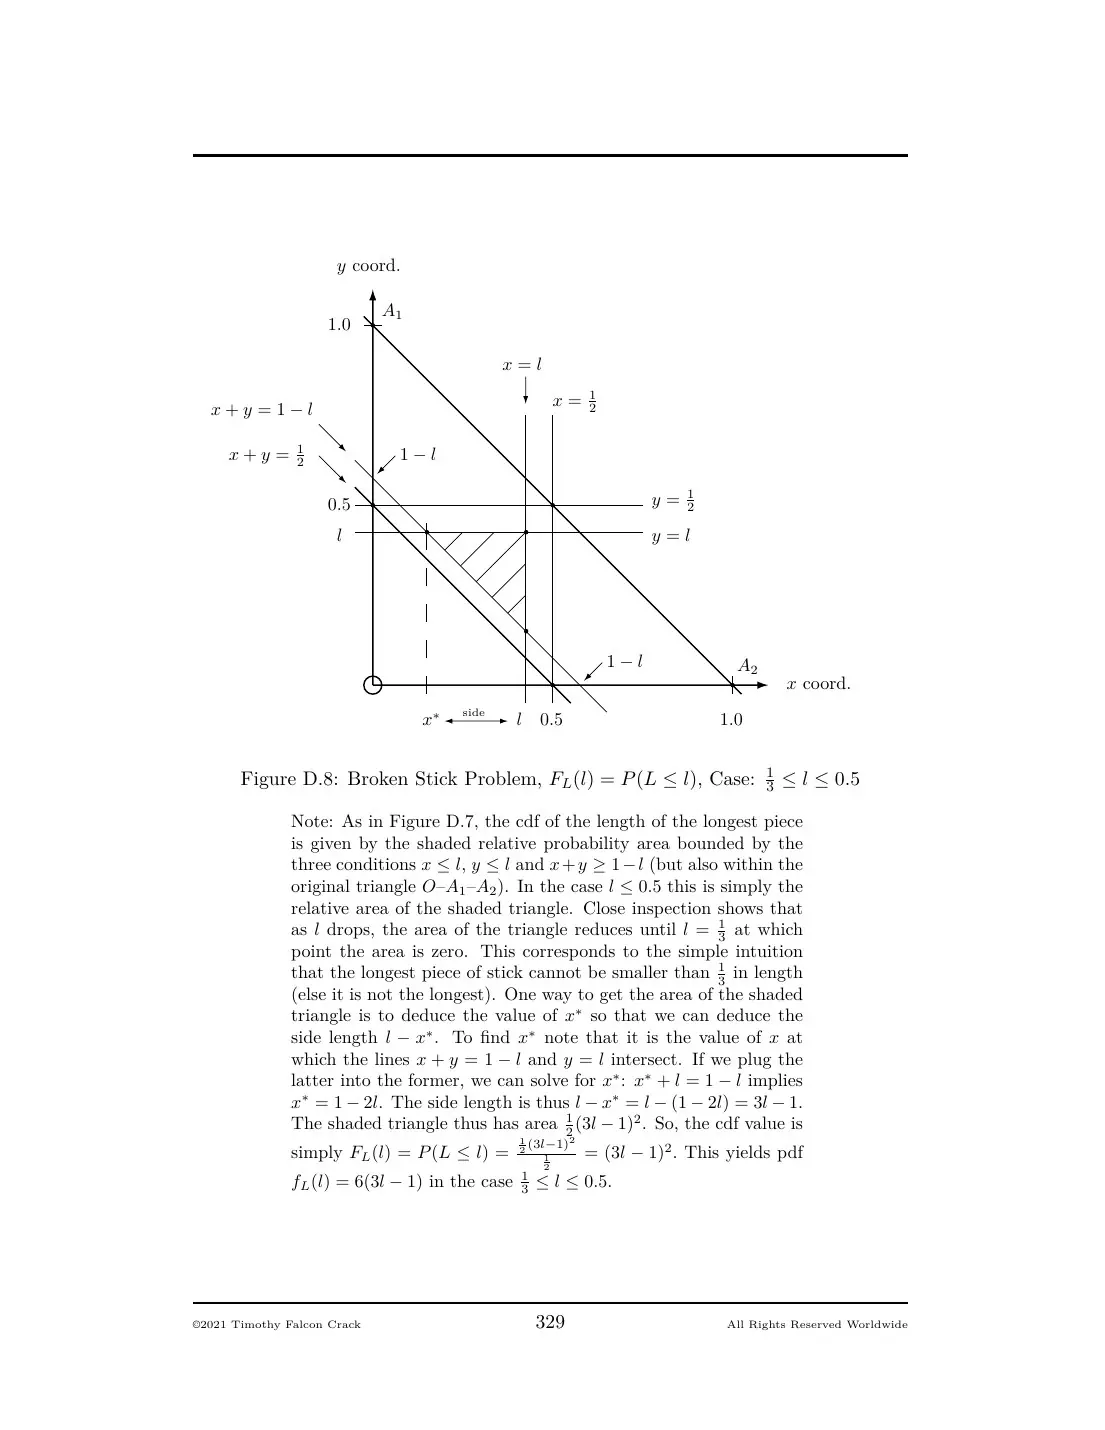 y coord.
A₁
1.0
x = l
x = 1/2
x + y = 1 − l
x + y = 1/2
1 − l
0.5
y = 1/2
l
y = l
1 − l
A₂
x coord.
x* side l 0.5 1.0
Figure D.8: Broken Stick Problem, F_L(l) = P(L ≤ l), Case: 1/3 ≤ l ≤ 0.5
Note: As in Figure D.7, the cdf of the length of the longest piece
is given by the shaded relative probability area bounded by the
three conditions x ≤ l, y ≤ l and x+y ≥ 1−l (but also within the
original triangle O–A₁–A₂). In the case l ≤ 0.5 this is simply the
relative area of the shaded triangle. Close inspection shows that
as l drops, the area of the triangle reduces until l = 1/3 at which
point the area is zero. This corresponds to the simple intuition
that the longest piece of stick cannot be smaller than 1/3 in length
(else it is not the longest). One way to get the area of the shaded
triangle is to deduce the value of x* so that we can deduce the
side length l − x*. To find x* note that it is the value of x at
which the lines x + y = 1 − l and y = l intersect. If we plug the
latter into the former, we can solve for x*: x* + l = 1 − l implies
x* = 1 − 2l. The side length is thus l − x* = l − (1 − 2l) = 3l − 1.
The shaded triangle thus has area 1/2(3l − 1)². So, the cdf value is
simply F_L(l) = P(L ≤ l) = (1/2(3l−1)²)/(1/2) = (3l − 1)². This yields pdf
f_L(l) = 6(3l − 1) in the case 1/3 ≤ l ≤ 0.5.
©2021 Timothy Falcon Crack 329 All Rights Reserved Worldwide